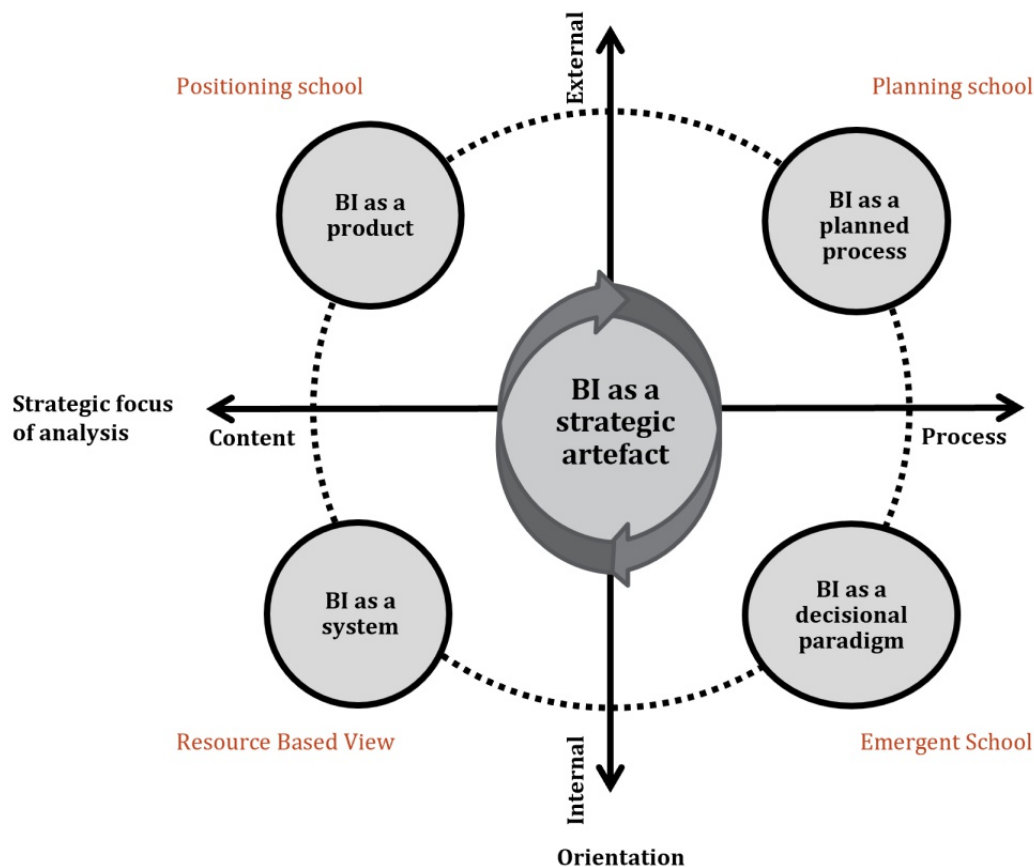 External
Positioning school
Planning school
BI as a
product
BI as a
planned
process
BI as a
strategic
artefact
Strategic focus
of analysis
Content
Process
BI as a
system
BI as a
decisional
paradigm
Resource Based View
Internal
Emergent School
Orientation